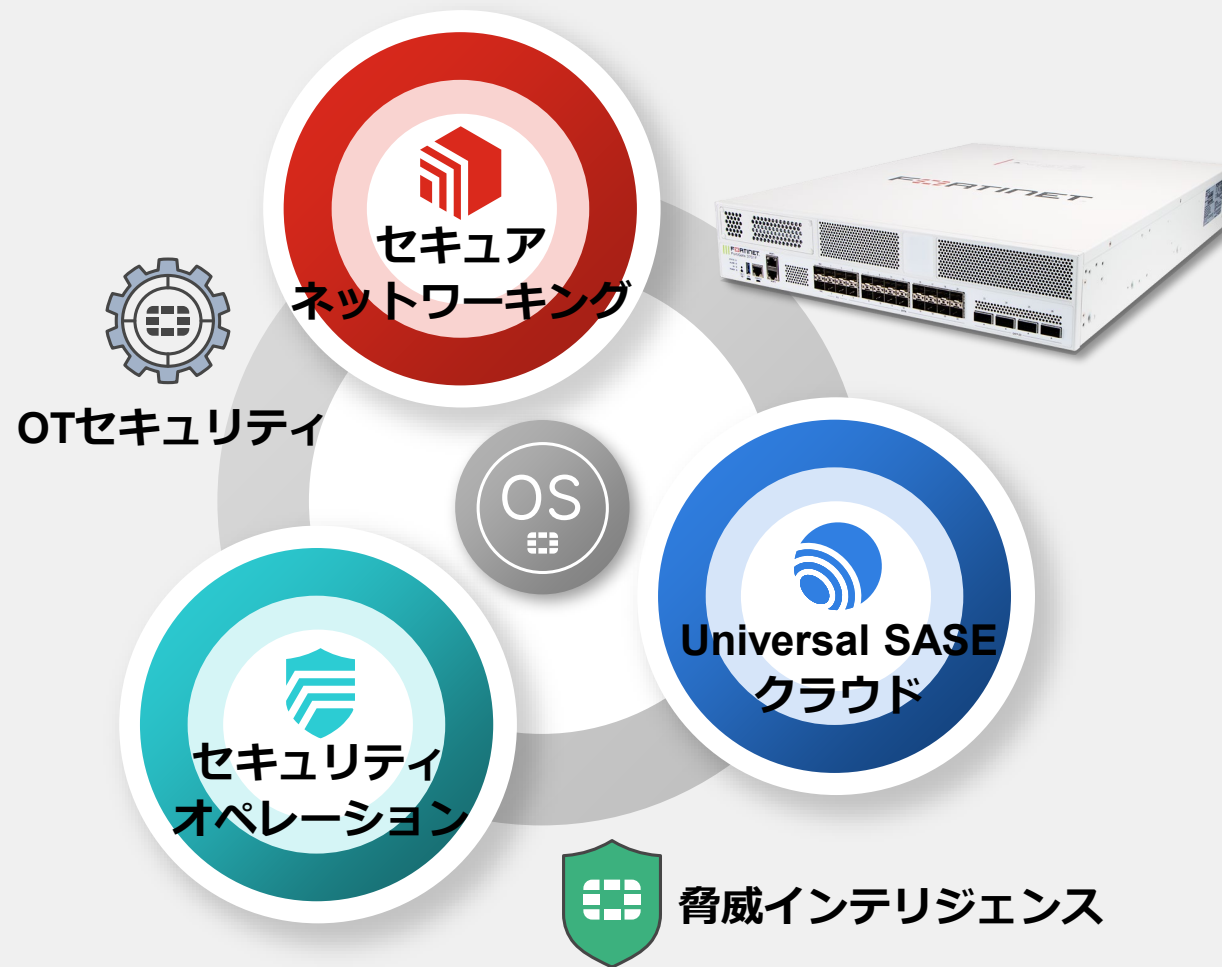 セキュア
ネットワーキング
FORTINET
FORTINET
OTセキュリティ
OS
Universal SASE
クラウド
セキュリティ
オペレーション
脅威インテリジェンス